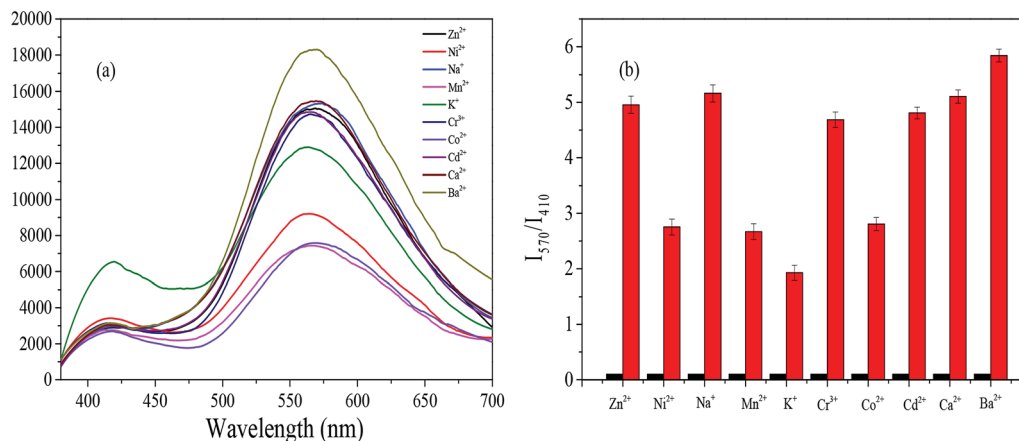 (a)
20000
18000
16000
14000
12000
10000
8000
6000
4000
2000
0
400 450 500 550 600 650 700
Wavelength (nm)
Zn²⁺
Ni²⁺
Na⁺
Mn²⁺
K⁺
Cr³⁺
Co²⁺
Cd²⁺
Ca²⁺
Ba²⁺
(b)
I₅₇₀/I₄₁₀
6
5
4
3
2
1
0
Zn²⁺ Ni²⁺ Na⁺ Mn²⁺ K⁺ Cr³⁺ Co²⁺ Cd²⁺ Ca²⁺ Ba²⁺